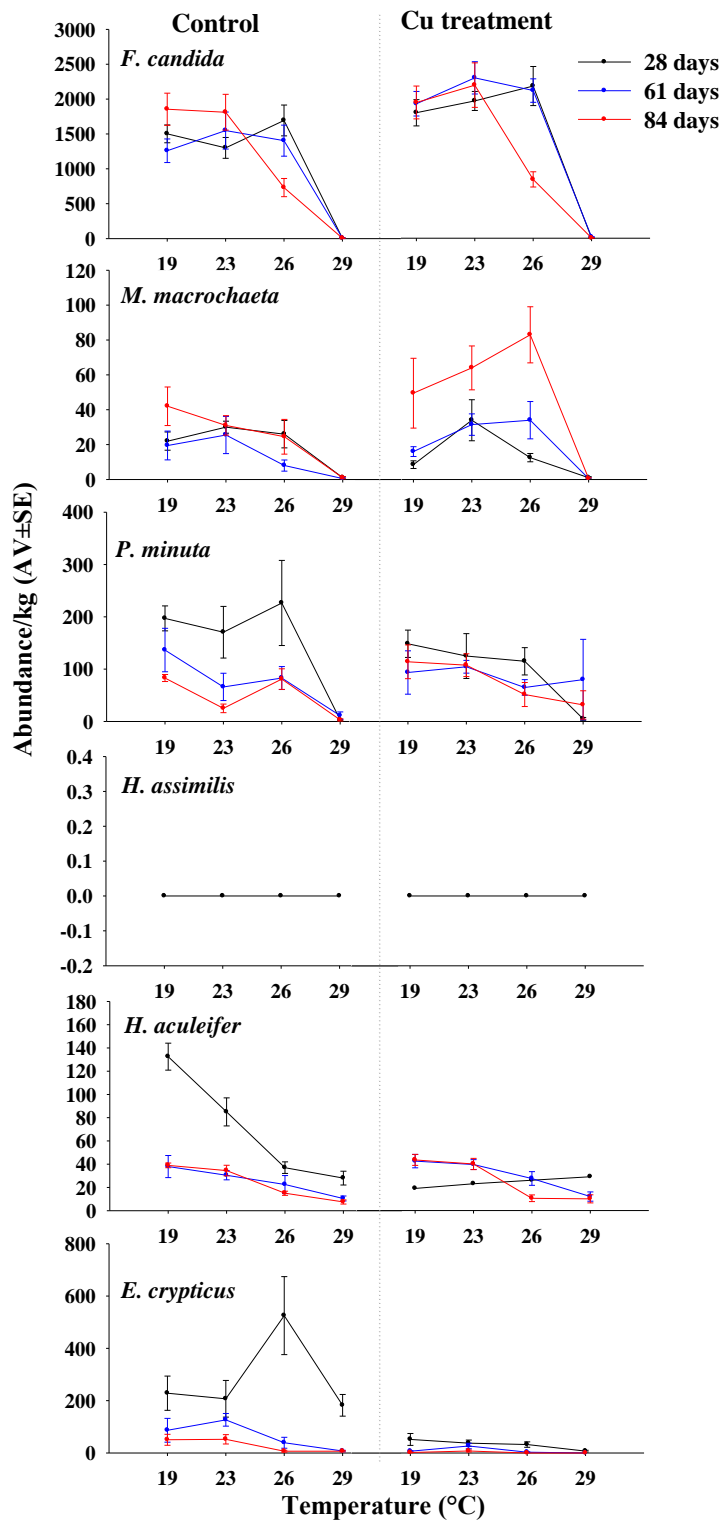 Control
Cu treatment
F. candida
28 days
61 days
84 days
3000
2500
2000
1500
1000
500
0
19 23 26 29
19 23 26 29
M. macrochaeta
120
100
80
60
40
20
0
19 23 26 29
19 23 26 29
P. minuta
400
300
200
100
0
19 23 26 29
19 23 26 29
Abundance/kg (AV±SE)
H. assimilis
0.4
0.3
0.2
0.1
0.0
-0.1
-0.2
19 23 26 29
19 23 26 29
H. aculeifer
180
160
140
120
100
80
60
40
20
0
19 23 26 29
19 23 26 29
E. crypticus
800
600
400
200
0
19 23 26 29
19 23 26 29
Temperature (°C)